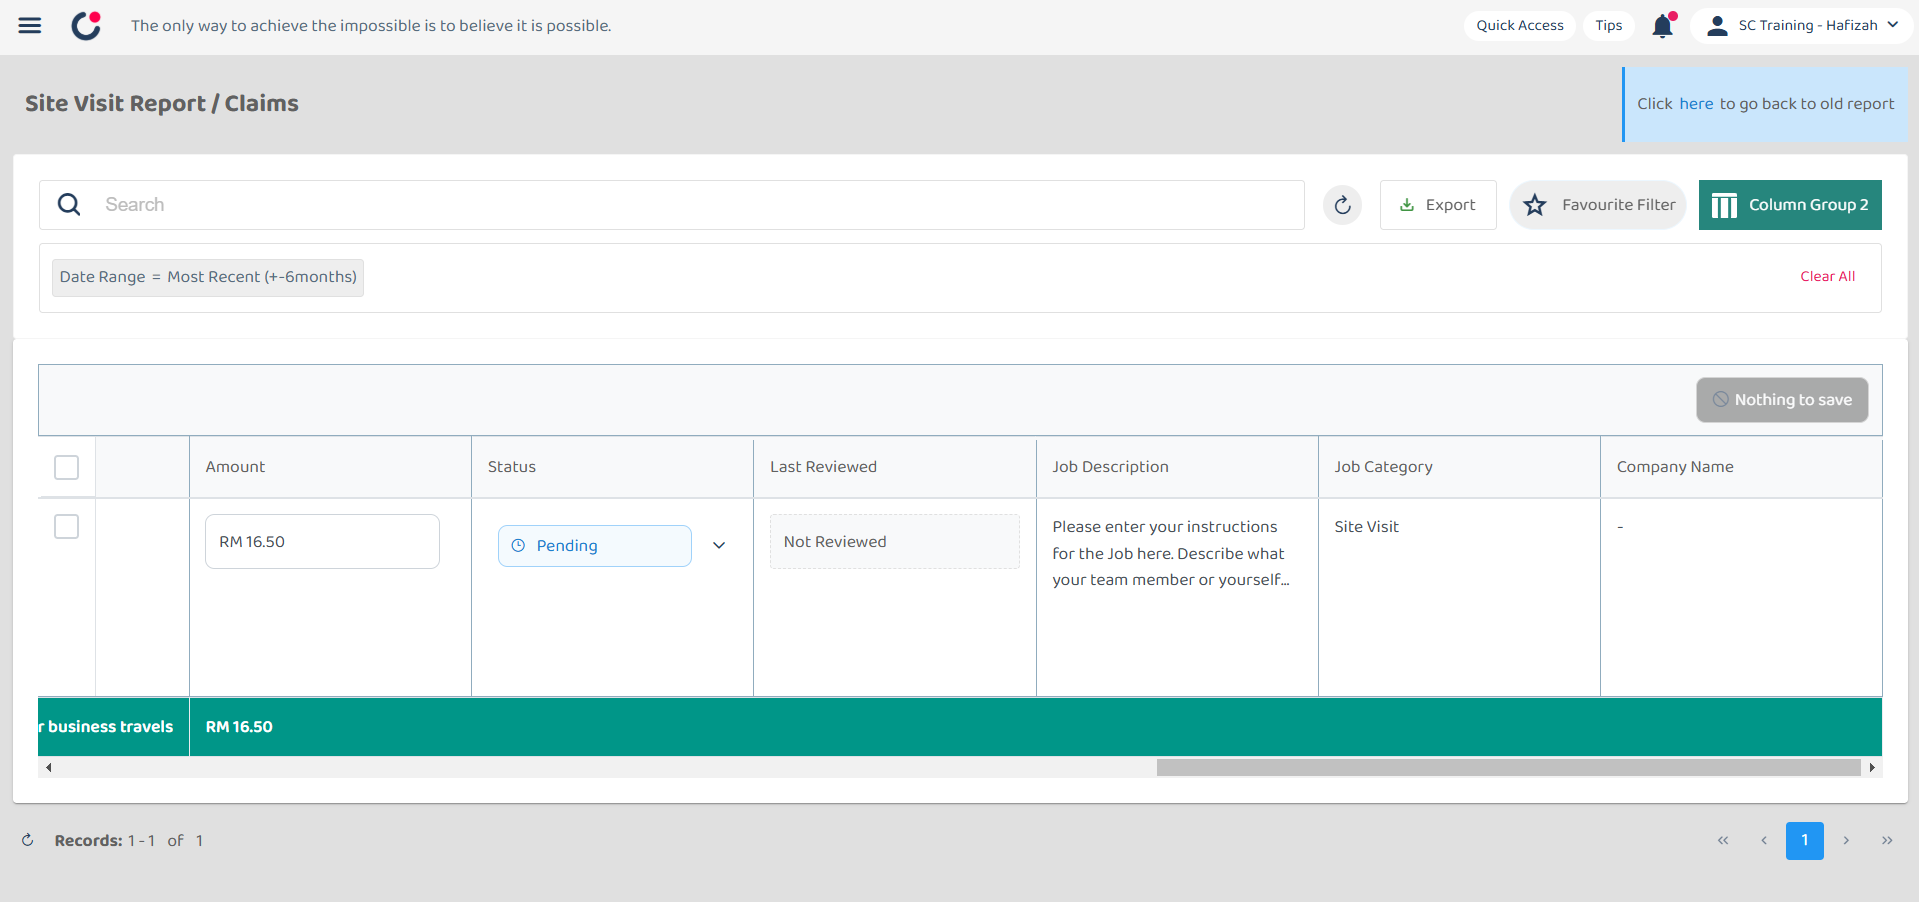 The only way to achieve the impossible is to believe it is possible.
Quick Access
Tips
SC Training - Hafizah
Site Visit Report / Claims
Click here to go back to old report
Search
Export
Favourite Filter
Column Group 2
Date Range = Most Recent (+-6months)
Clear All
Nothing to save
Amount
Status
Last Reviewed
Job Description
Job Category
Company Name
RM 16.50
Pending
Not Reviewed
Please enter your instructions
for the Job here. Describe what
your team member or yourself...
Site Visit
-
r business travels
RM 16.50
Records: 1 - 1 of 1
« ‹ 1 › »